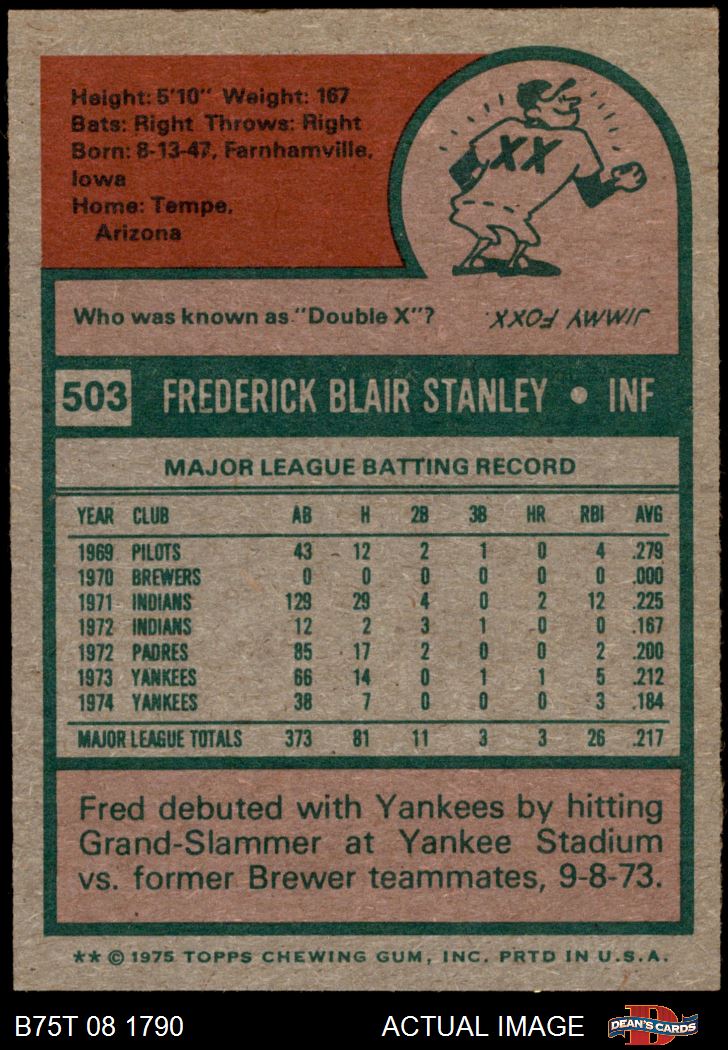 Height: 5'10" Weight: 167
Bats: Right Throws: Right
Born: 8-13-47, Farnhamville,
Iowa
Home: Tempe,
Arizona
XX
Who was known as "Double X"?
JIMMY FOXX.
503 FREDERICK BLAIR STANLEY • INF
MAJOR LEAGUE BATTING RECORD
YEAR CLUB AB H 2B 3B HR RBI AVG
1969 PILOTS 43 12 2 1 0 4 .279
1970 BREWERS 0 0 0 0 0 0 .000
1971 INDIANS 129 29 4 0 2 12 .225
1972 INDIANS 12 2 3 1 0 0 .167
1972 PADRES 85 17 2 0 0 2 .200
1973 YANKEES 66 14 0 1 1 5 .212
1974 YANKEES 38 7 0 0 0 3 .184
MAJOR LEAGUE TOTALS 373 81 11 3 3 26 .217
Fred debuted with Yankees by hitting
Grand-Slammer at Yankee Stadium
vs. former Brewer teammates, 9-8-73.
** © 1975 TOPPS CHEWING GUM, INC. PRTD IN U.S.A.
B75T 08 1790 ACTUAL IMAGE
D
DEAN'S CARDS